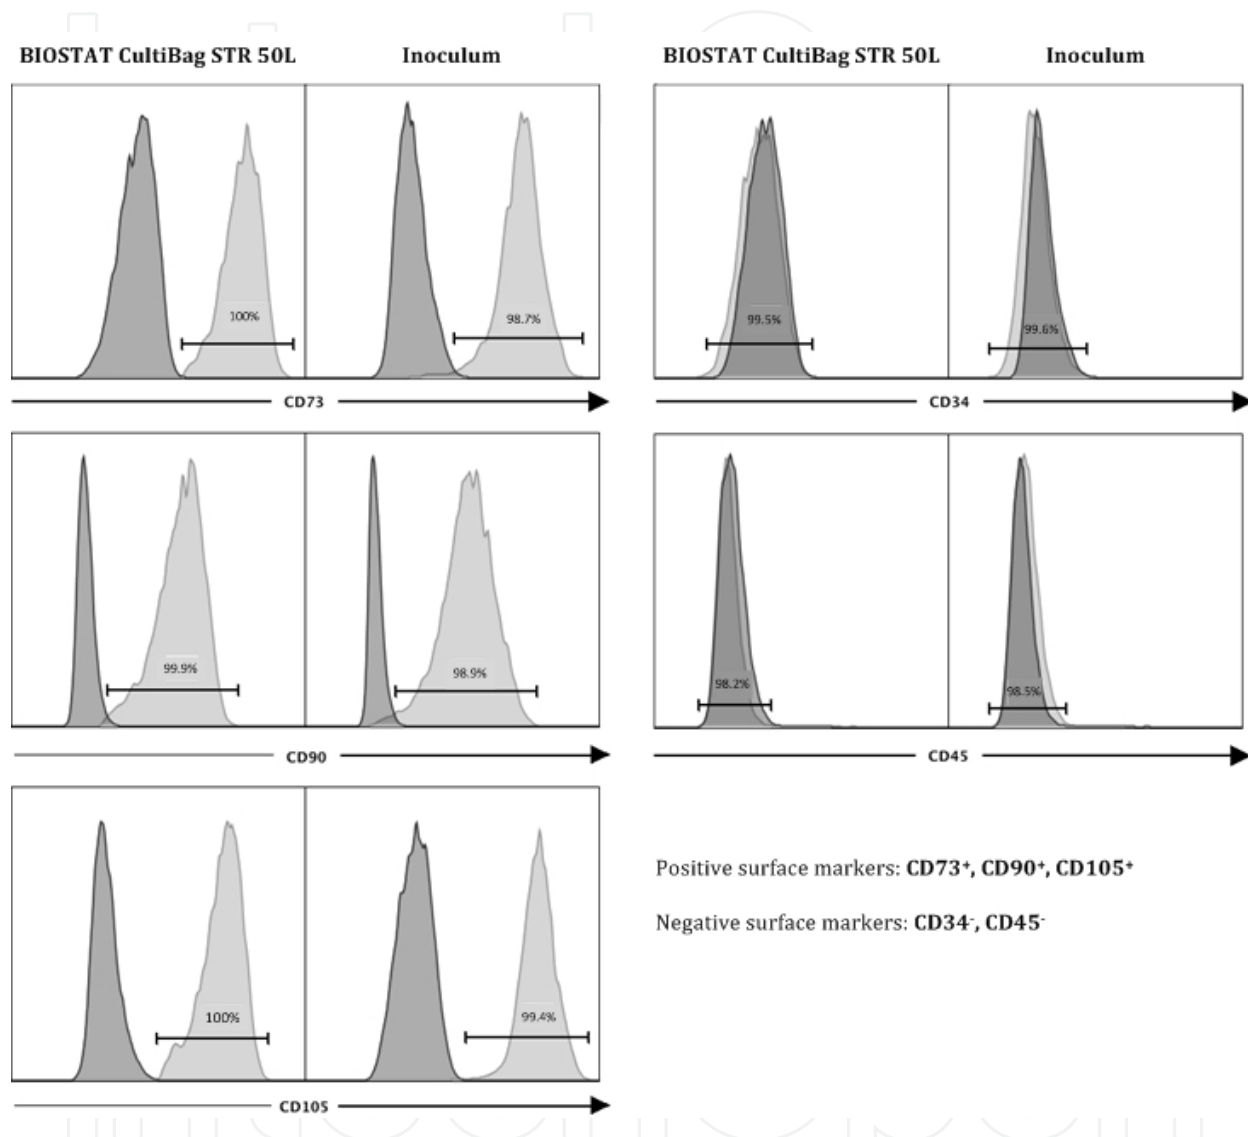 BIOSTAT CultiBag STR 50L Inoculum
BIOSTAT CultiBag STR 50L Inoculum
100%
98.7%
CD73
99.5%
99.6%
CD34
99.9%
98.9%
CD90
98.2%
98.5%
CD45
100%
99.4%
CD105
Positive surface markers: CD73⁺, CD90⁺, CD105⁺
Negative surface markers: CD34⁻, CD45⁻